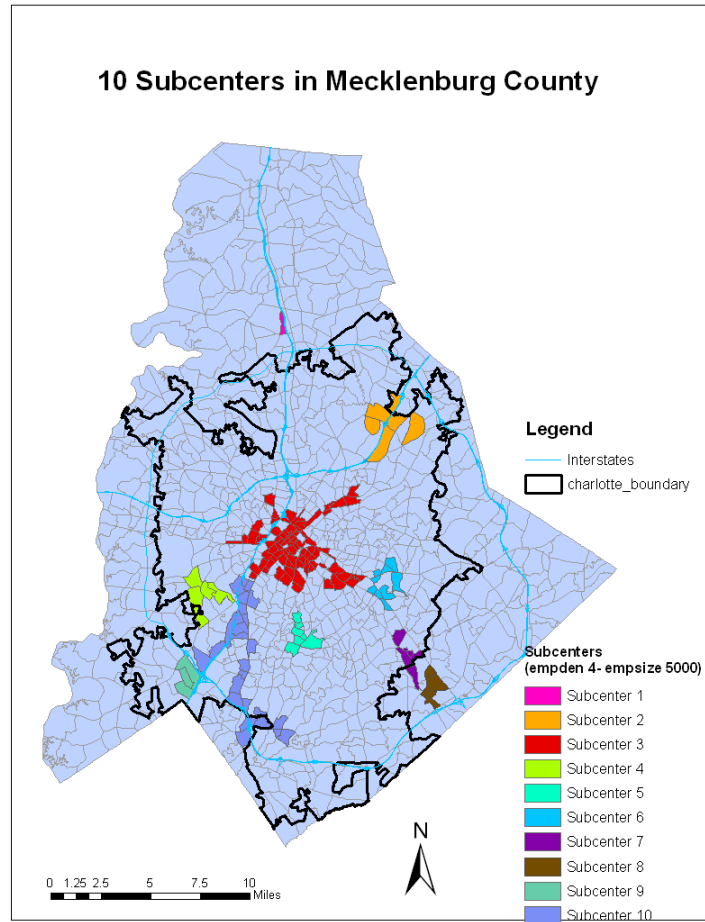 10 Subcenters in Mecklenburg County
Legend
Interstates
charlotte_boundary
Subcenters
(empden 4- empsize 5000)
Subcenter 1
Subcenter 2
Subcenter 3
Subcenter 4
Subcenter 5
Subcenter 6
Subcenter 7
Subcenter 8
Subcenter 9
Subcenter 10
N
0 1.25 2.5 5 7.5 10
Miles